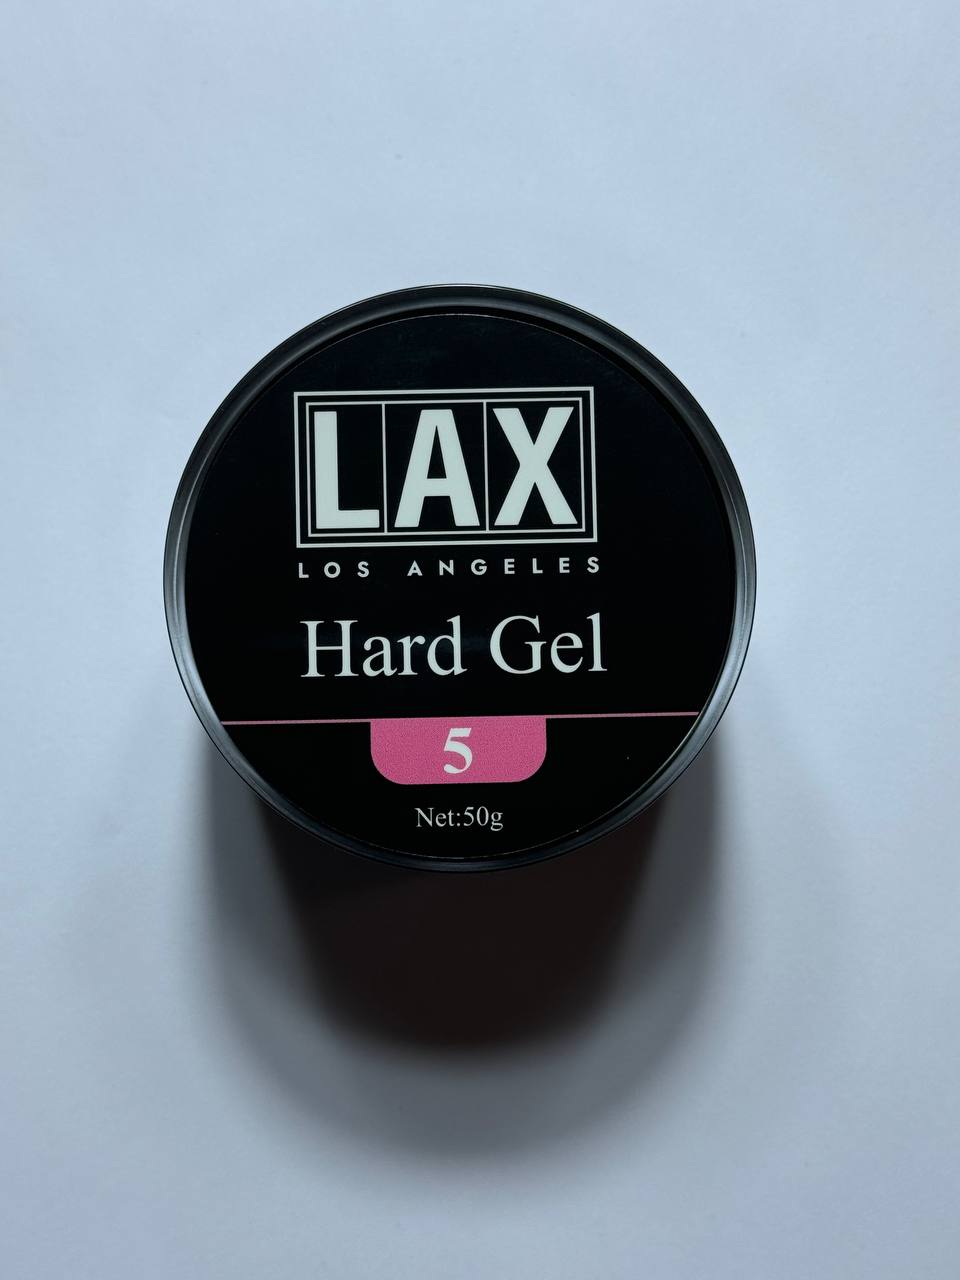 LAX
LOS ANGELES
Hard Gel
5
Net:50g